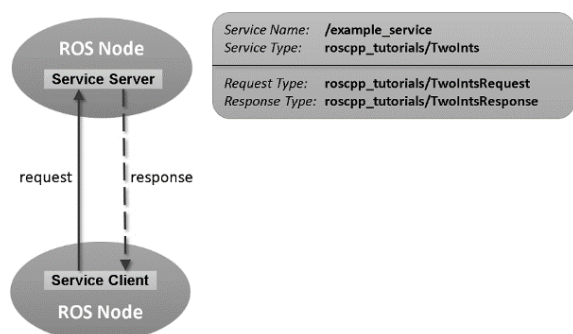 ROS Node
Service Server
request
response
Service Client
ROS Node
Service Name: /example_service
Service Type: roscpp_tutorials/TwoInts
Request Type: roscpp_tutorials/TwoIntsRequest
Response Type: roscpp_tutorials/TwoIntsResponse